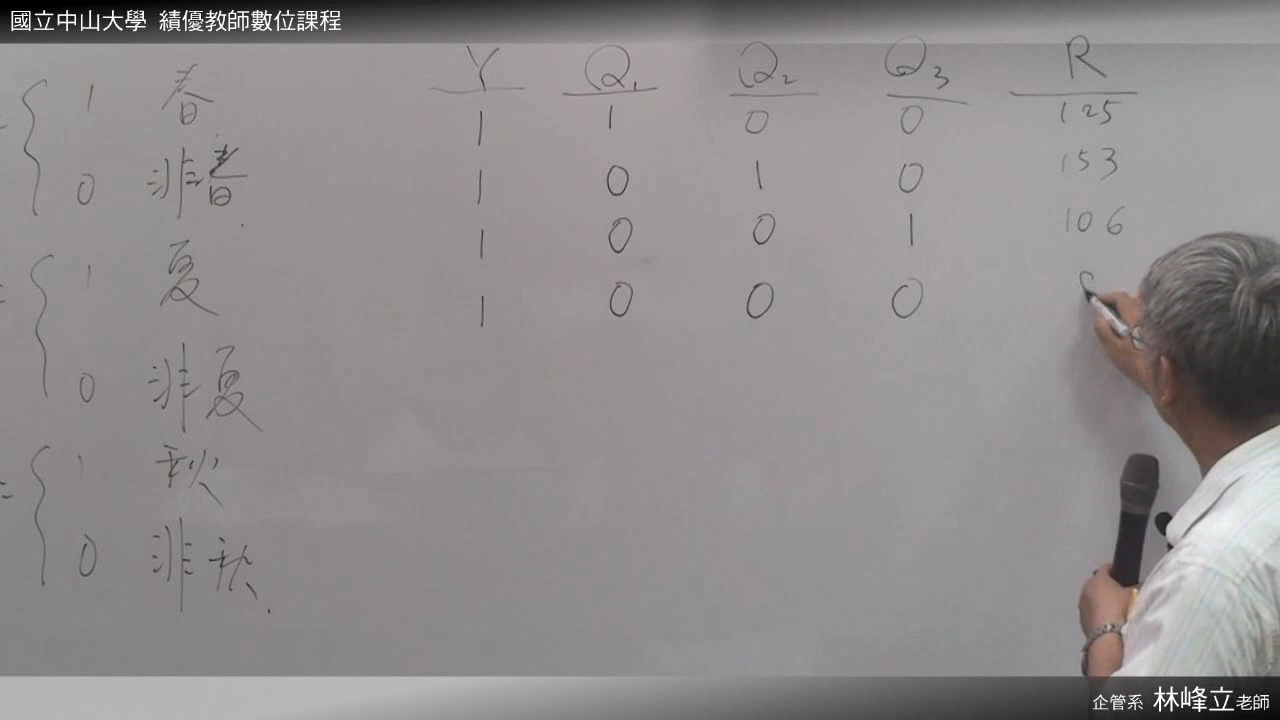 國立中山大學 績優教師數位課程
Y Q₁ Q₂ Q₃ R
1 1 0 0 125
1 0 1 0 153
1 0 0 1 106
1 0 0 0
= { 1 春
0 非春.
= { 1 夏
0 非夏
= { 1 秋
0 非秋.
企管系 林峰立老師